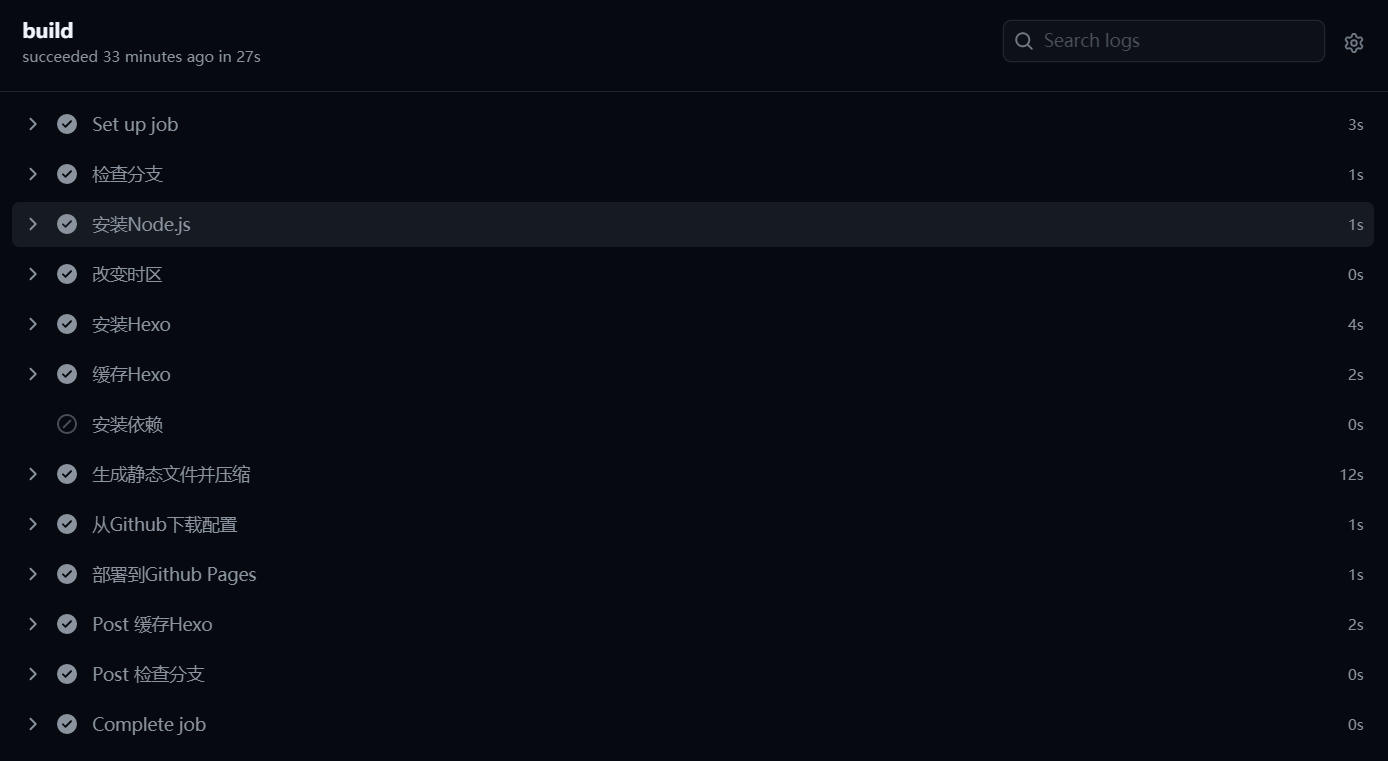 build
succeeded 33 minutes ago in 27s
Search logs
Set up job 3s
检查分支 1s
安装Node.js 1s
改变时区 0s
安装Hexo 4s
缓存Hexo 2s
安装依赖 0s
生成静态文件并压缩 12s
从Github下载配置 1s
部署到Github Pages 1s
Post 缓存Hexo 2s
Post 检查分支 0s
Complete job 0s